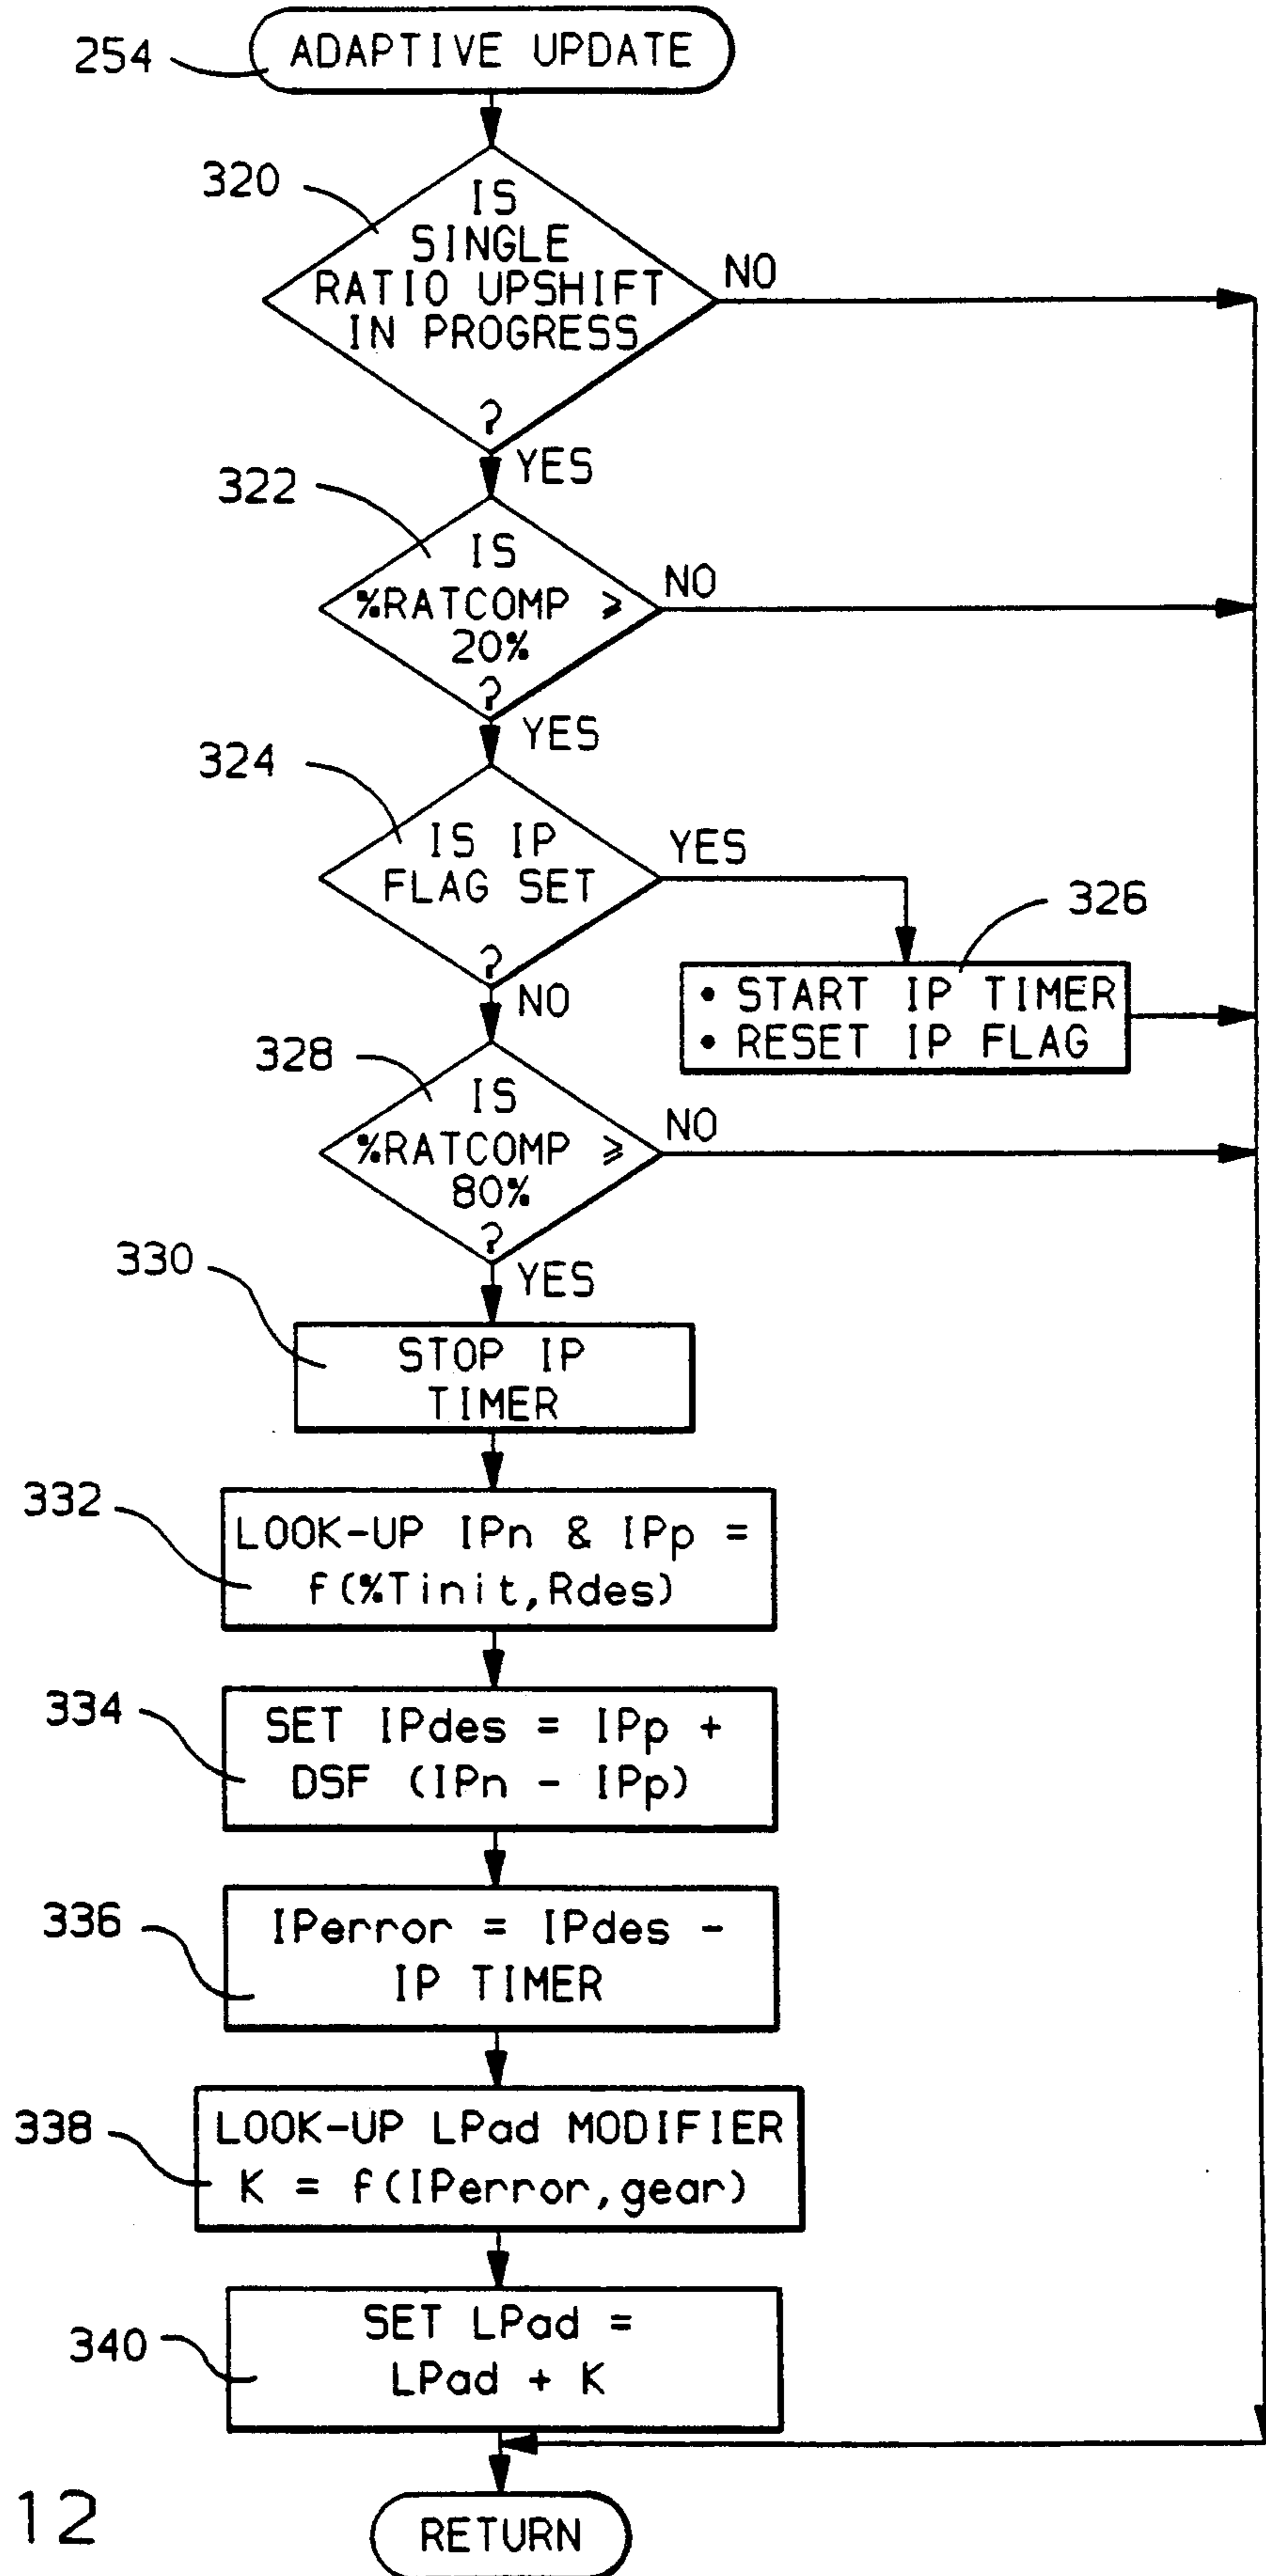 254
ADAPTIVE UPDATE
320
IS
SINGLE
RATIO UPSHIFT
IN PROGRESS
?
NO
YES
322
IS
%RATCOMP ≥
20%
?
NO
YES
324
IS IP
FLAG SET
?
YES
NO
326
• START IP TIMER
• RESET IP FLAG
328
IS
%RATCOMP ≥
80%
?
NO
YES
330
STOP IP
TIMER
332
LOOK-UP IPn & IPp =
f(%Tinit,Rdes)
334
SET IPdes = IPp +
DSF (IPn - IPp)
336
IPerror = IPdes -
IP TIMER
338
LOOK-UP LPad MODIFIER
K = f(IPerror,gear)
340
SET LPad =
LPad + K
RETURN
12